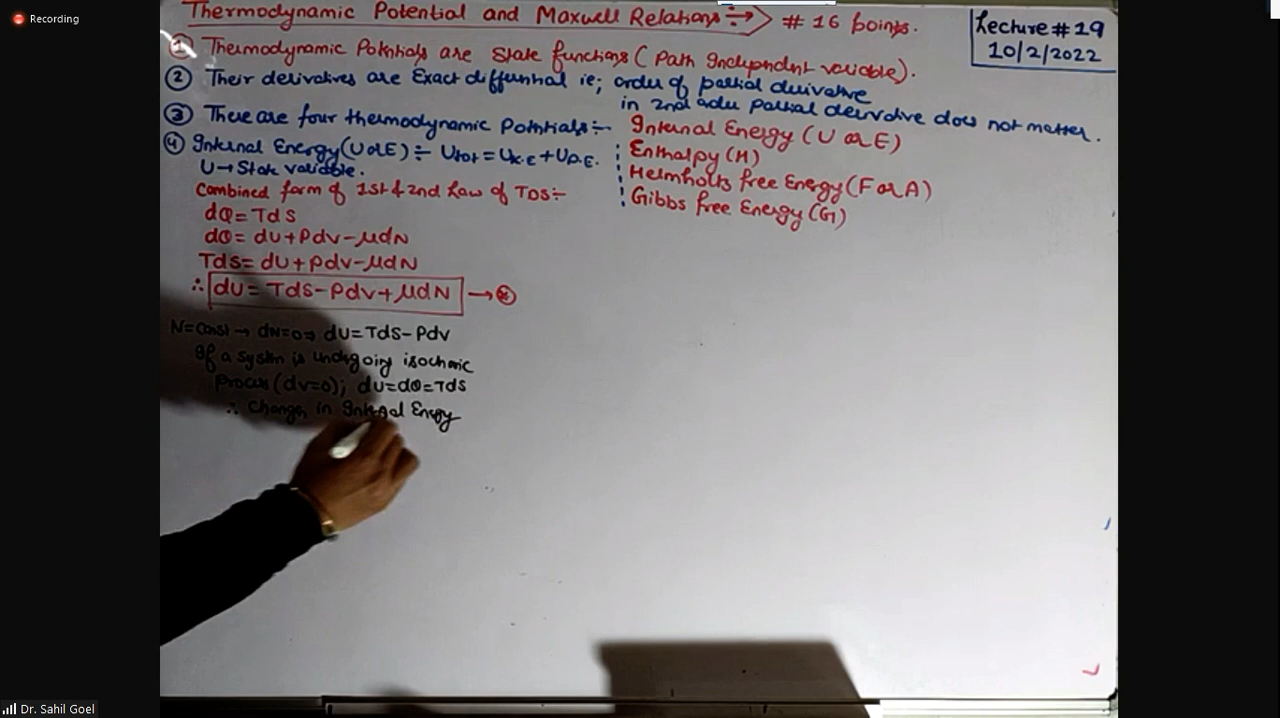 Recording
Thermodynamic Potential and Maxwell Relations ÷→ # 16 points.
Lecture # 19
10/2/2022
① Thermodynamic Potentials are State functions (Path Independent variable).
② Their derivatives are Exact differential ie; order of partial derivative
in 2nd order partial derivative does not matter.
③ There are four thermodynamic Potentials:-
Internal Energy (U or E)
Enthalpy (H)
Helmholts free Energy (F or A)
Gibbs free Energy (G)
④ Internal Energy (U or E) ÷ Utot = UK.E + UP.E.
U → State variable.
Combined form of 1st & 2nd Law of TDS ÷
dQ = TdS
dQ = dU + PdV - μdN
TdS = dU + PdV - μdN
∴ dU = TdS - PdV + μdN → ⊛
N = Const → dN = 0 ⇒ dU = TdS - PdV
If a system is undergoing isochoric
Process (dV=0); dU = dQ = TdS
∴ Change in Internal Energy
Dr. Sahil Goel